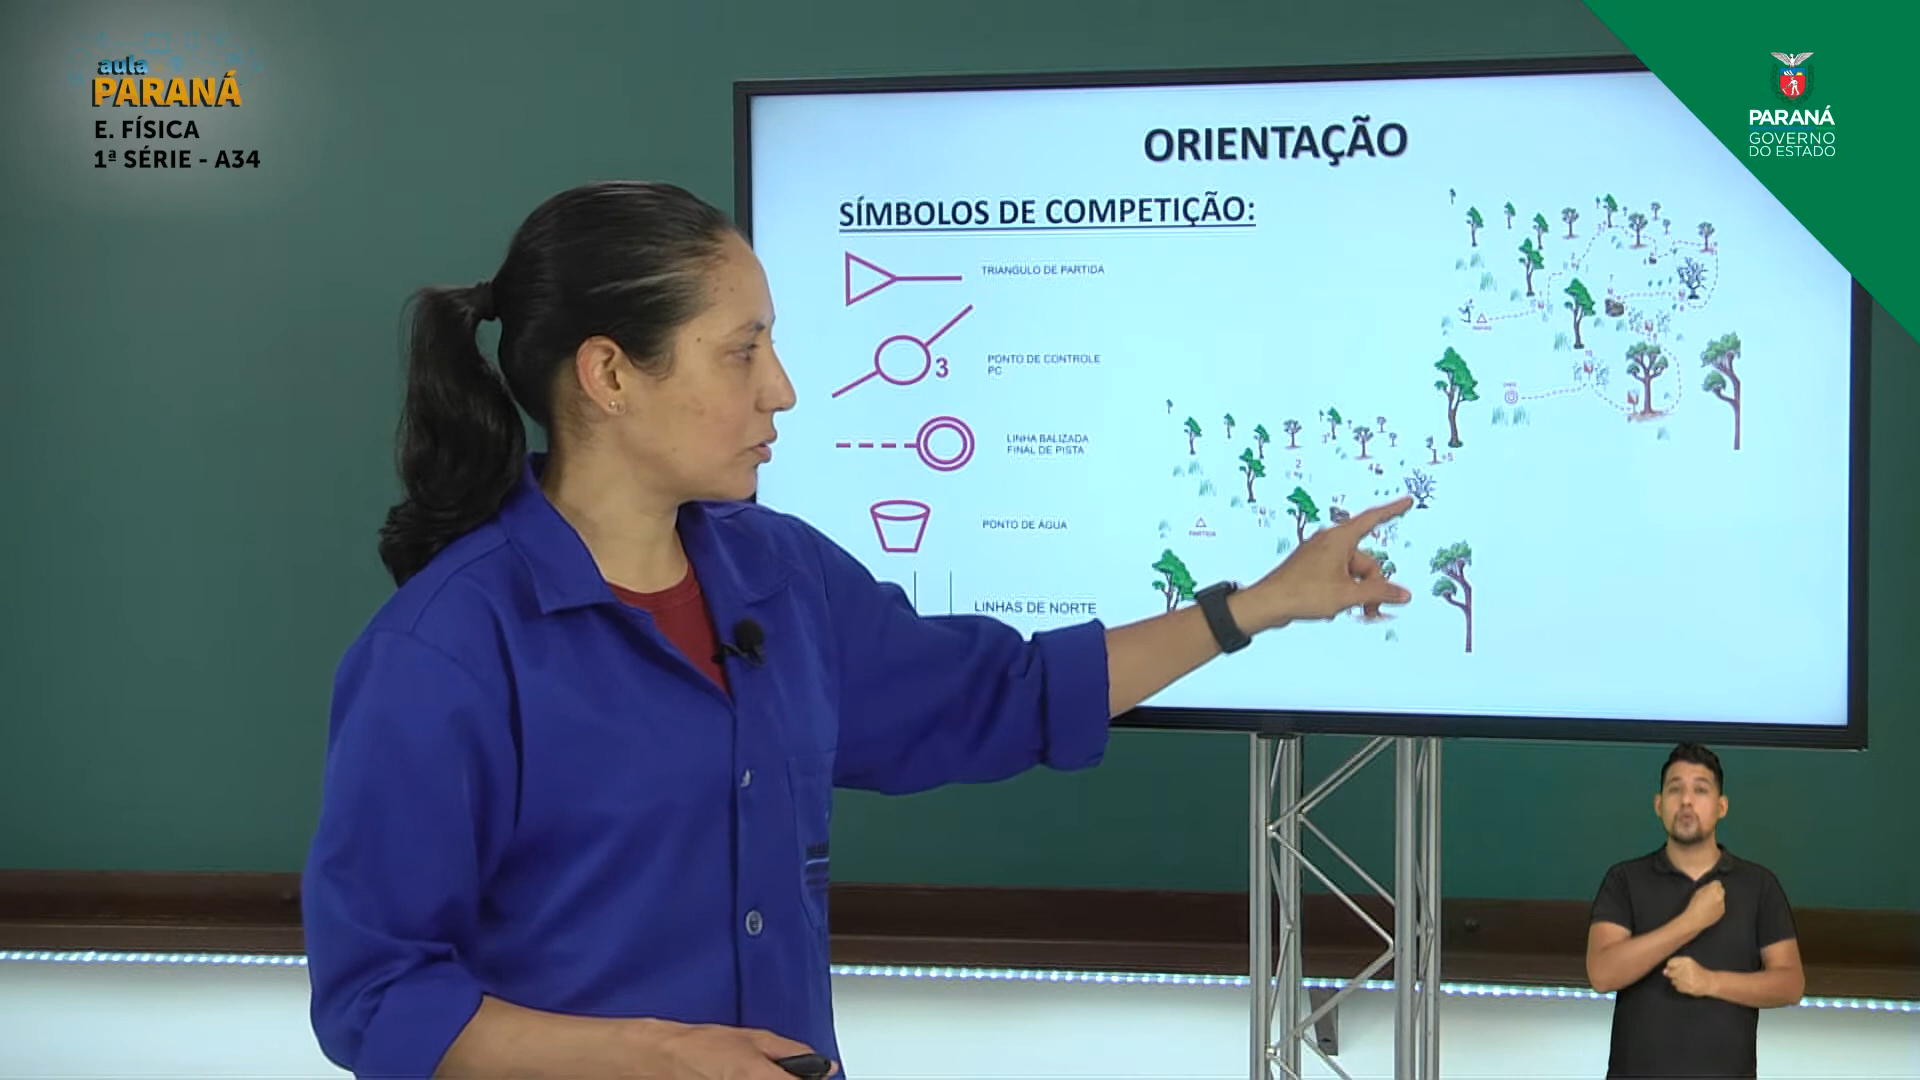 aula
PARANÁ
E. FÍSICA
1ª SÉRIE - A34
PARANÁ
GOVERNO
DO ESTADO
ORIENTAÇÃO
SÍMBOLOS DE COMPETIÇÃO:
TRIANGULO DE PARTIDA
3
PONTO DE CONTROLE
PC
LINHA BALIZADA
FINAL DE PISTA
PONTO DE ÁGUA
LINHAS DE NORTE
PARTIDA